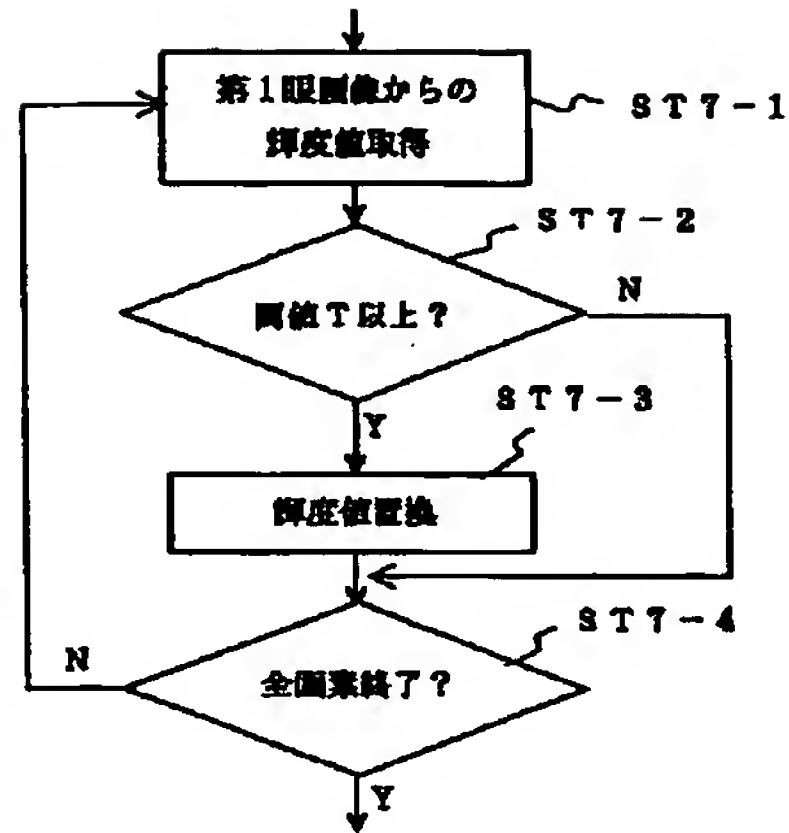 第1眼画像からの
輝度値取得
ST7-1
ST7-2
N
閾値T以上?
ST7-3
Y
輝度値置換
ST7-4
N
全画素終了?
Y